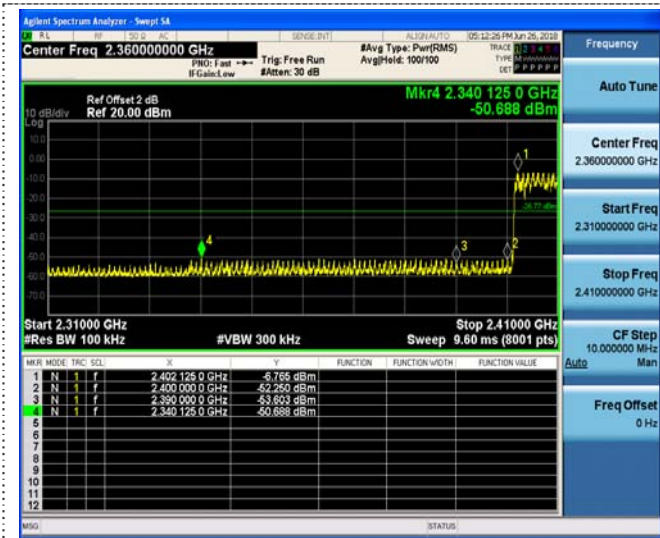 Agilent Spectrum Analyzer - Swept SA
RL RF 50 Ω AC SENSE:INT ALIGNAUTO 05:12:26 PM Jun 26, 2018
Center Freq 2.360000000 GHz #Avg Type: Pwr(RMS) TRACE 1 2 3 4 5 6
PNO: Fast Trig: Free Run Avg|Hold: 100/100 TYPE
IFGain:Low #Atten: 30 dB DET P P P P P P
Mkr4 2.340 125 0 GHz
-50.688 dBm
Ref Offset 2 dB
10 dB/div Ref 20.00 dBm
Log
10.0
0.00
-10.0
-20.0
-30.0
-40.0
-50.0
-60.0
-70.0
1
-26.77 dBm
4
3
2
Start 2.31000 GHz Stop 2.41000 GHz
#Res BW 100 kHz #VBW 300 kHz Sweep 9.60 ms (8001 pts)
MKR MODE TRC SCL X Y FUNCTION FUNCTION WIDTH FUNCTION VALUE
1 N 1 f 2.402 125 0 GHz -6.765 dBm
2 N 1 f 2.400 000 0 GHz -52.250 dBm
3 N 1 f 2.390 000 0 GHz -53.603 dBm
4 N 1 f 2.340 125 0 GHz -50.688 dBm
5
6
7
8
9
10
11
12
MSG STATUS
Frequency
Auto Tune
Center Freq
2.360000000 GHz
Start Freq
2.310000000 GHz
Stop Freq
2.410000000 GHz
CF Step
10.000000 MHz
Auto Man
Freq Offset
0 Hz